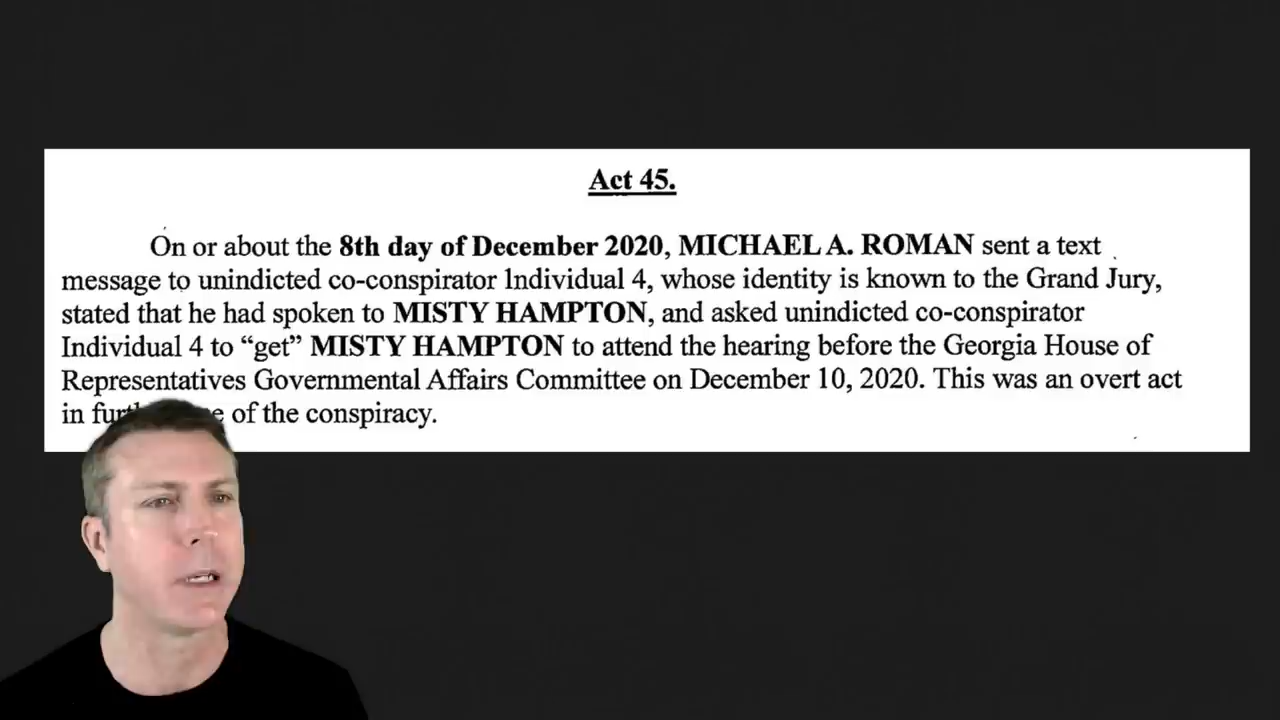 Act 45.
On or about the 8th day of December 2020, MICHAEL A. ROMAN sent a text
message to unindicted co-conspirator Individual 4, whose identity is known to the Grand Jury,
stated that he had spoken to MISTY HAMPTON, and asked unindicted co-conspirator
Individual 4 to “get” MISTY HAMPTON to attend the hearing before the Georgia House of
Representatives Governmental Affairs Committee on December 10, 2020. This was an overt act
in of the conspiracy.